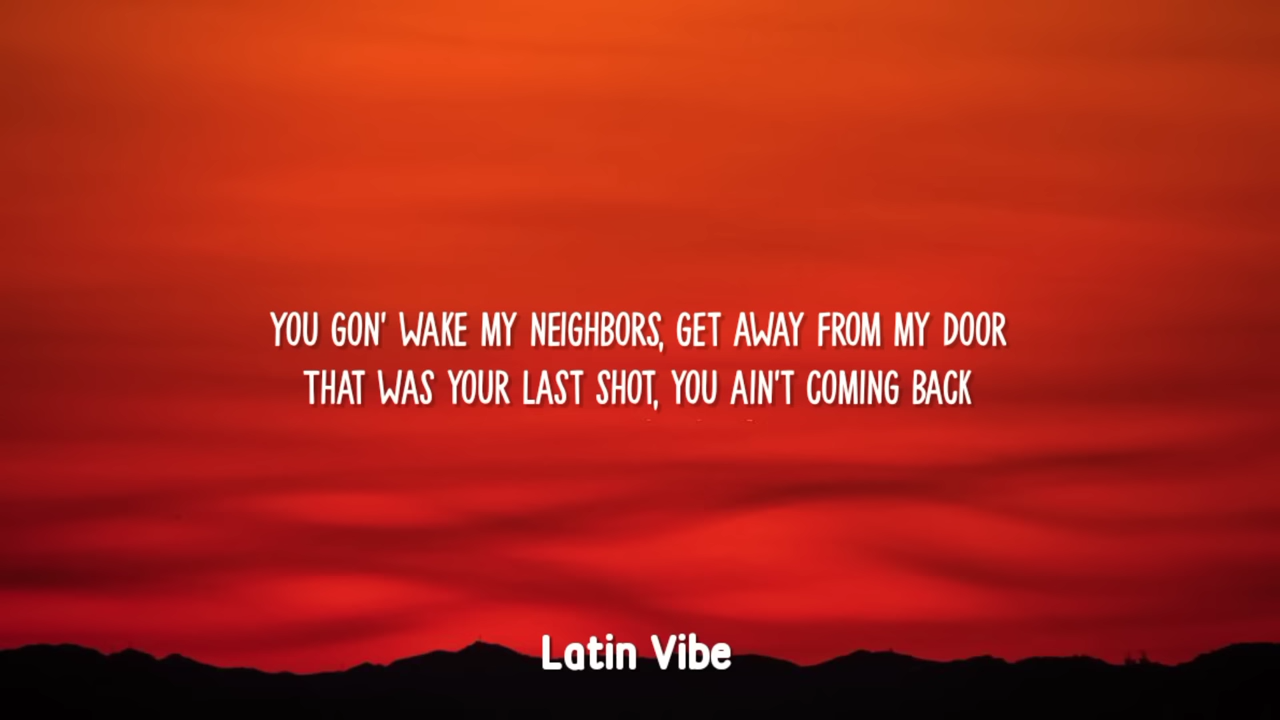 YOU GON' WAKE MY NEIGHBORS, GET AWAY FROM MY DOOR
THAT WAS YOUR LAST SHOT, YOU AIN'T COMING BACK
Latin Vibe